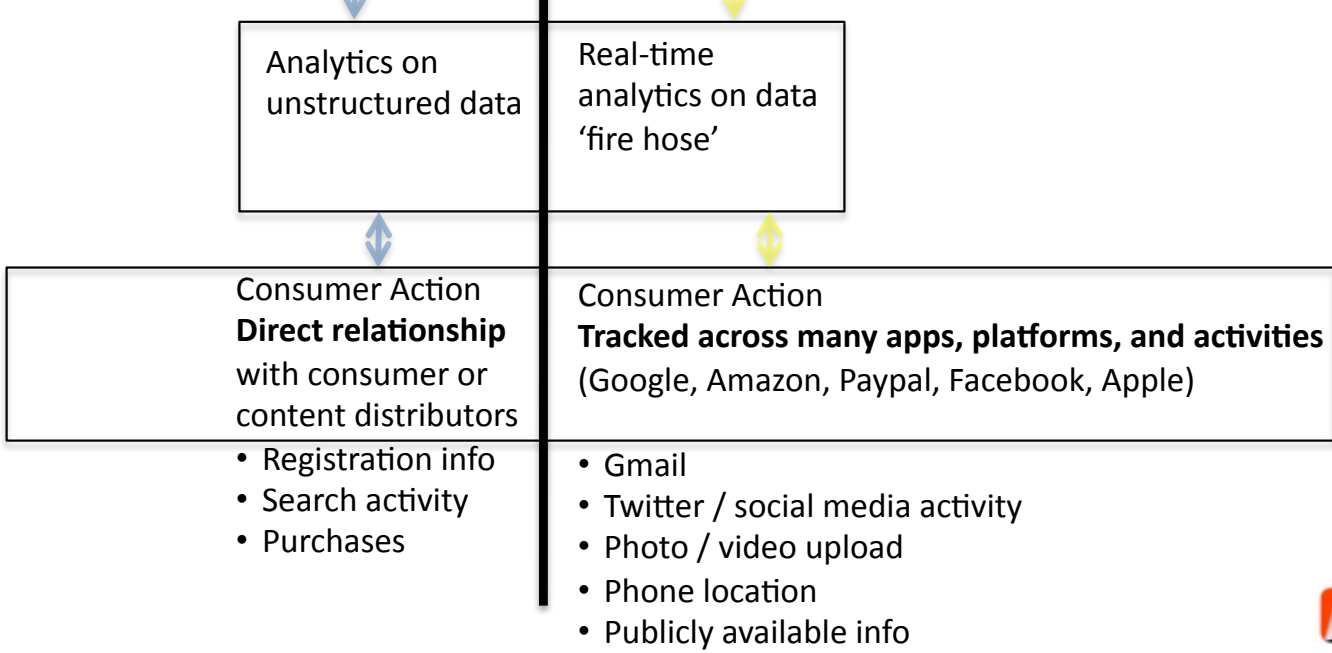 Analytics on
unstructured data
Real-time
analytics on data
‘fire hose’
Consumer Action
Direct relationship
with consumer or
content distributors
• Registration info
• Search activity
• Purchases
Consumer Action
Tracked across many apps, platforms, and activities
(Google, Amazon, Paypal, Facebook, Apple)
• Gmail
• Twitter / social media activity
• Photo / video upload
• Phone location
• Publicly available info